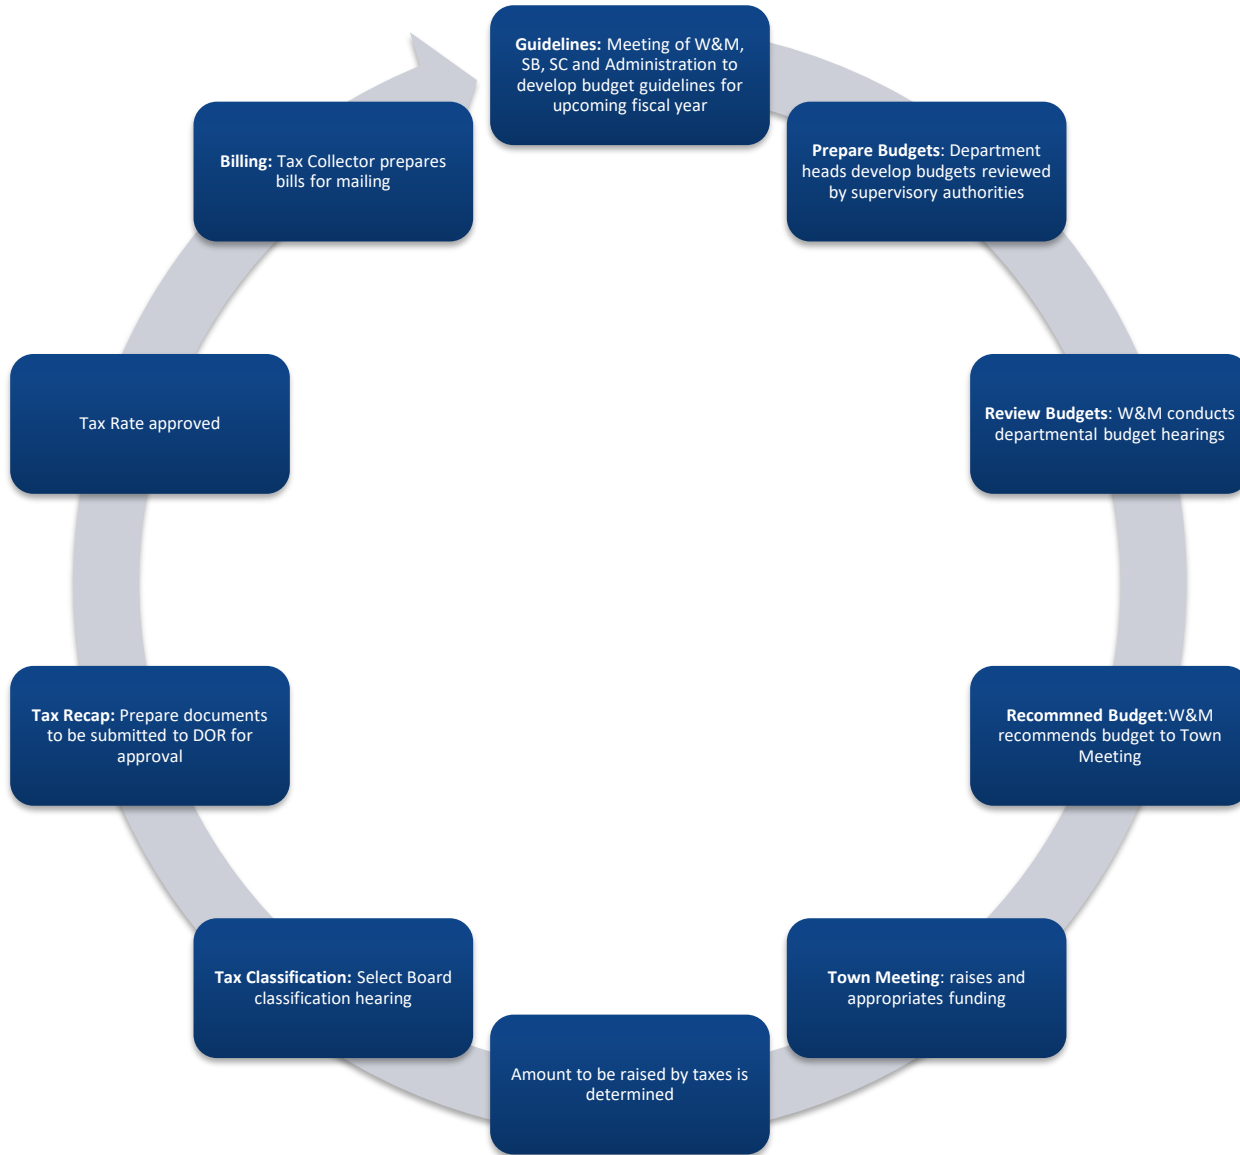 Guidelines: Meeting of W&M,
SB, SC and Administration to
develop budget guidelines for
upcoming fiscal year
Prepare Budgets: Department
heads develop budgets reviewed
by supervisory authorities
Review Budgets: W&M conducts
departmental budget hearings
Recommned Budget:W&M
recommends budget to Town
Meeting
Town Meeting: raises and
appropriates funding
Amount to be raised by taxes is
determined
Tax Classification: Select Board
classification hearing
Tax Recap: Prepare documents
to be submitted to DOR for
approval
Tax Rate approved
Billing: Tax Collector prepares
bills for mailing